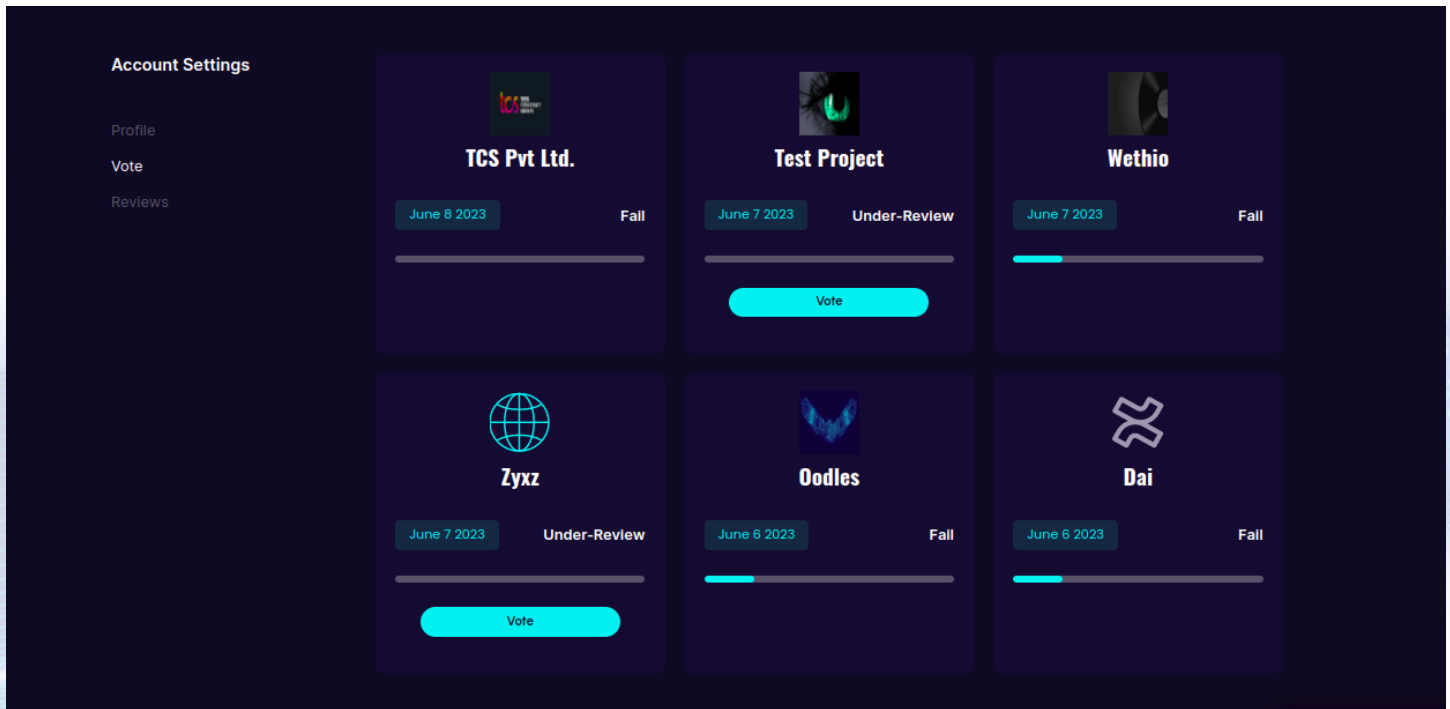 Account Settings
Profile
Vote
Reviews
tcs
TCS Pvt Ltd.
June 8 2023
Fail
Test Project
June 7 2023
Under-Review
Vote
Wethio
June 7 2023
Fail
Zyxz
June 7 2023
Under-Review
Vote
Oodles
June 6 2023
Fail
Dai
June 6 2023
Fail